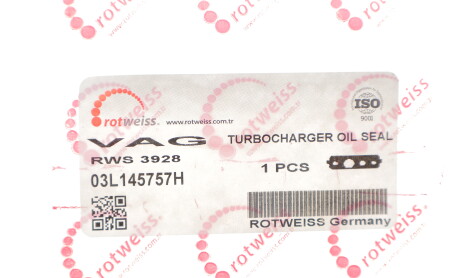 rotweiss
www.rotweiss.com.tr
ISO
9001
VAG
TURBOCHARGER OIL SEAL
RWS 3928
1 PCS
03L145757H
ROTWEISS Germany